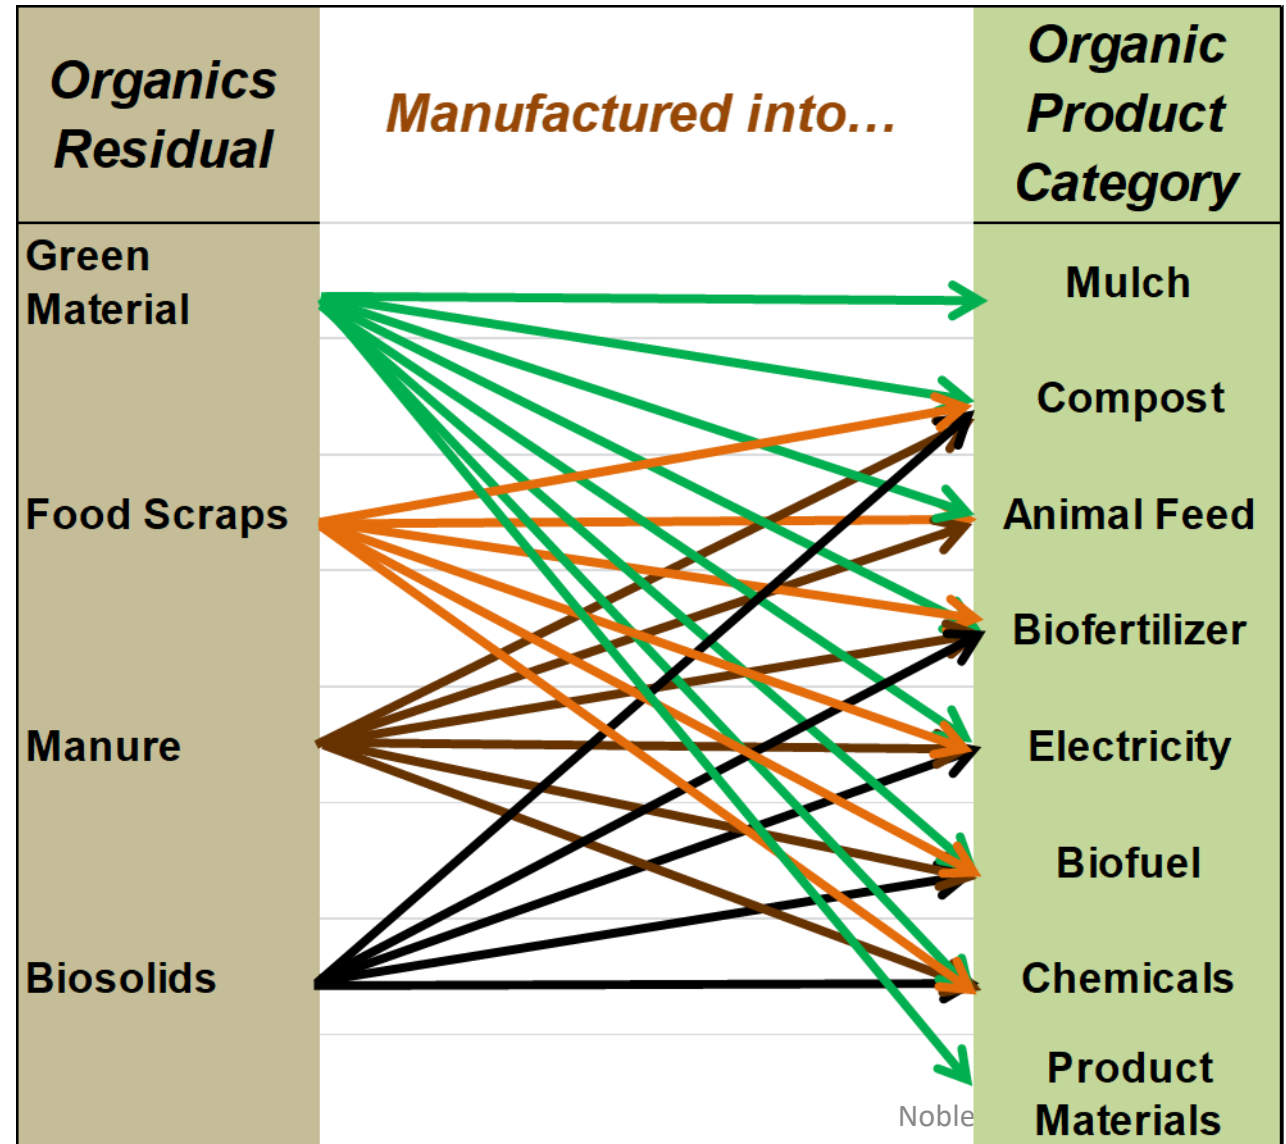 Organics
Residual
Manufactured into…
Organic
Product
Category
Green
Material
Mulch
Compost
Food Scraps
Animal Feed
Biofertilizer
Manure
Electricity
Biofuel
Biosolids
Chemicals
Product
Materials
Noble